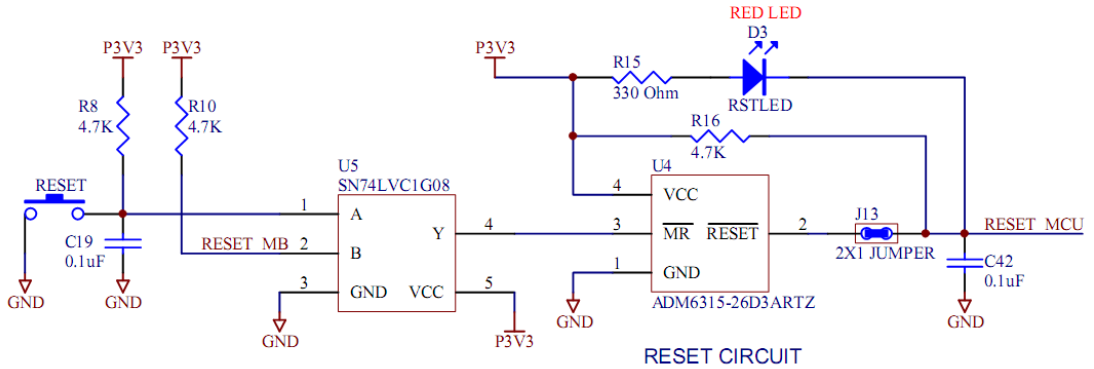 RED LED
D3
P3V3
P3V3
P3V3
R15
330 Ohm
RSTLED
R8
4.7K
R10
4.7K
R16
4.7K
U5
SN74LVC1G08
U4
RESET
1
A
Y
4
RESET_MB
2
B
3
GND
VCC
5
4
VCC
3
MR
RESET
2
1
GND
ADM6315-26D3ARTZ
J13
2X1 JUMPER
RESET_MCU
C19
0.1uF
C42
0.1uF
GND
GND
GND
P3V3
GND
GND
RESET CIRCUIT